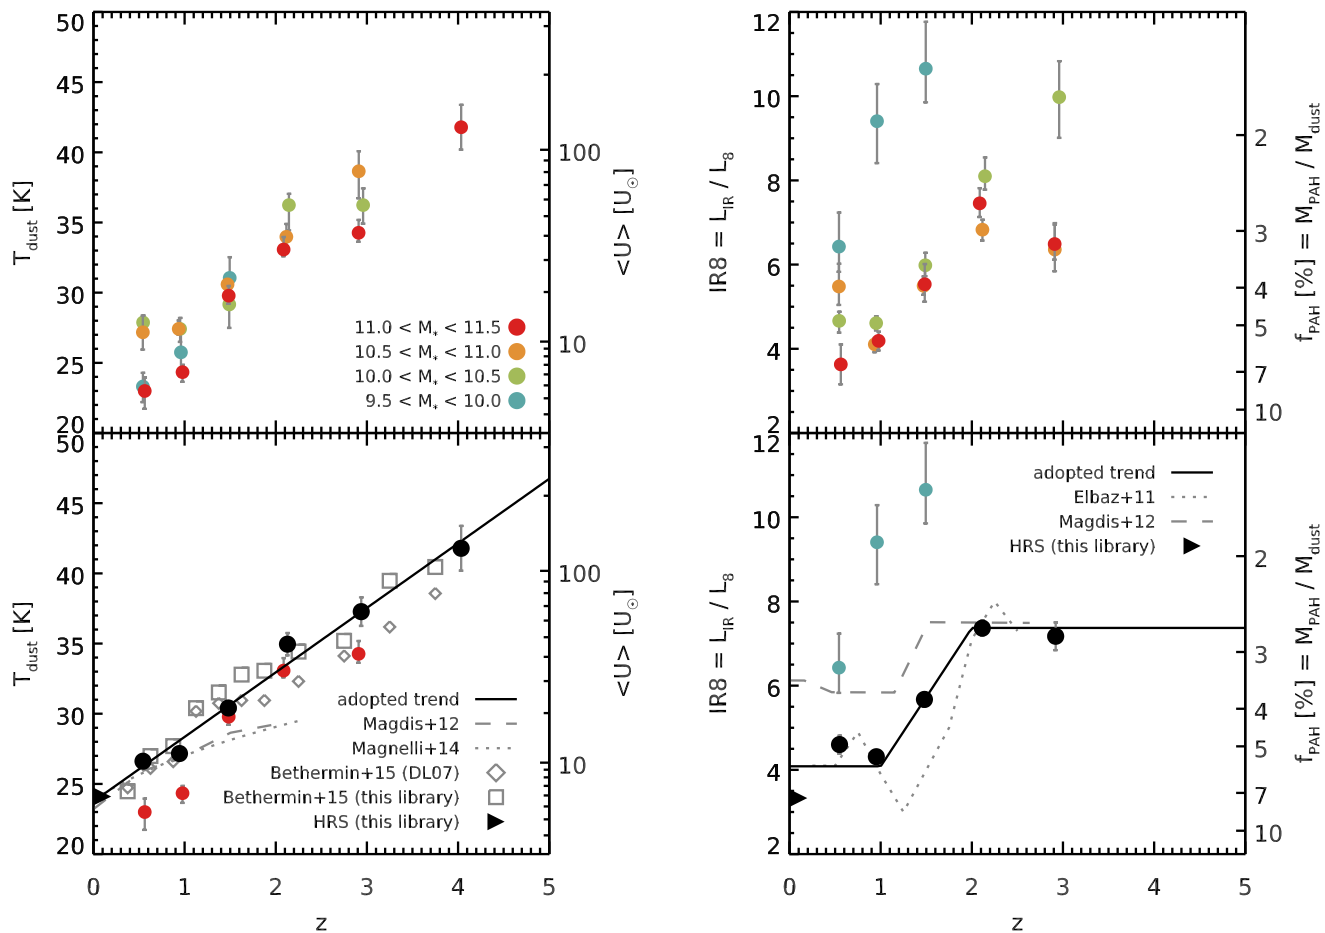 50
45
40
35
30
25
20
T_dust [K]
100
10
<U> [U_☉]
11.0 < M_* < 11.5
10.5 < M_* < 11.0
10.0 < M_* < 10.5
9.5 < M_* < 10.0
12
10
8
6
4
2
IR8 = L_IR / L_8
2
3
4
5
7
10
f_PAH [%] = M_PAH / M_dust
50
45
40
35
30
25
20
T_dust [K]
100
10
<U> [U_☉]
adopted trend
Magdis+12
Magnelli+14
Bethermin+15 (DL07)
Bethermin+15 (this library)
HRS (this library)
0 1 2 3 4 5
z
12
10
8
6
4
2
IR8 = L_IR / L_8
adopted trend
Elbaz+11
Magdis+12
HRS (this library)
2
3
4
5
7
10
f_PAH [%] = M_PAH / M_dust
0 1 2 3 4 5
z